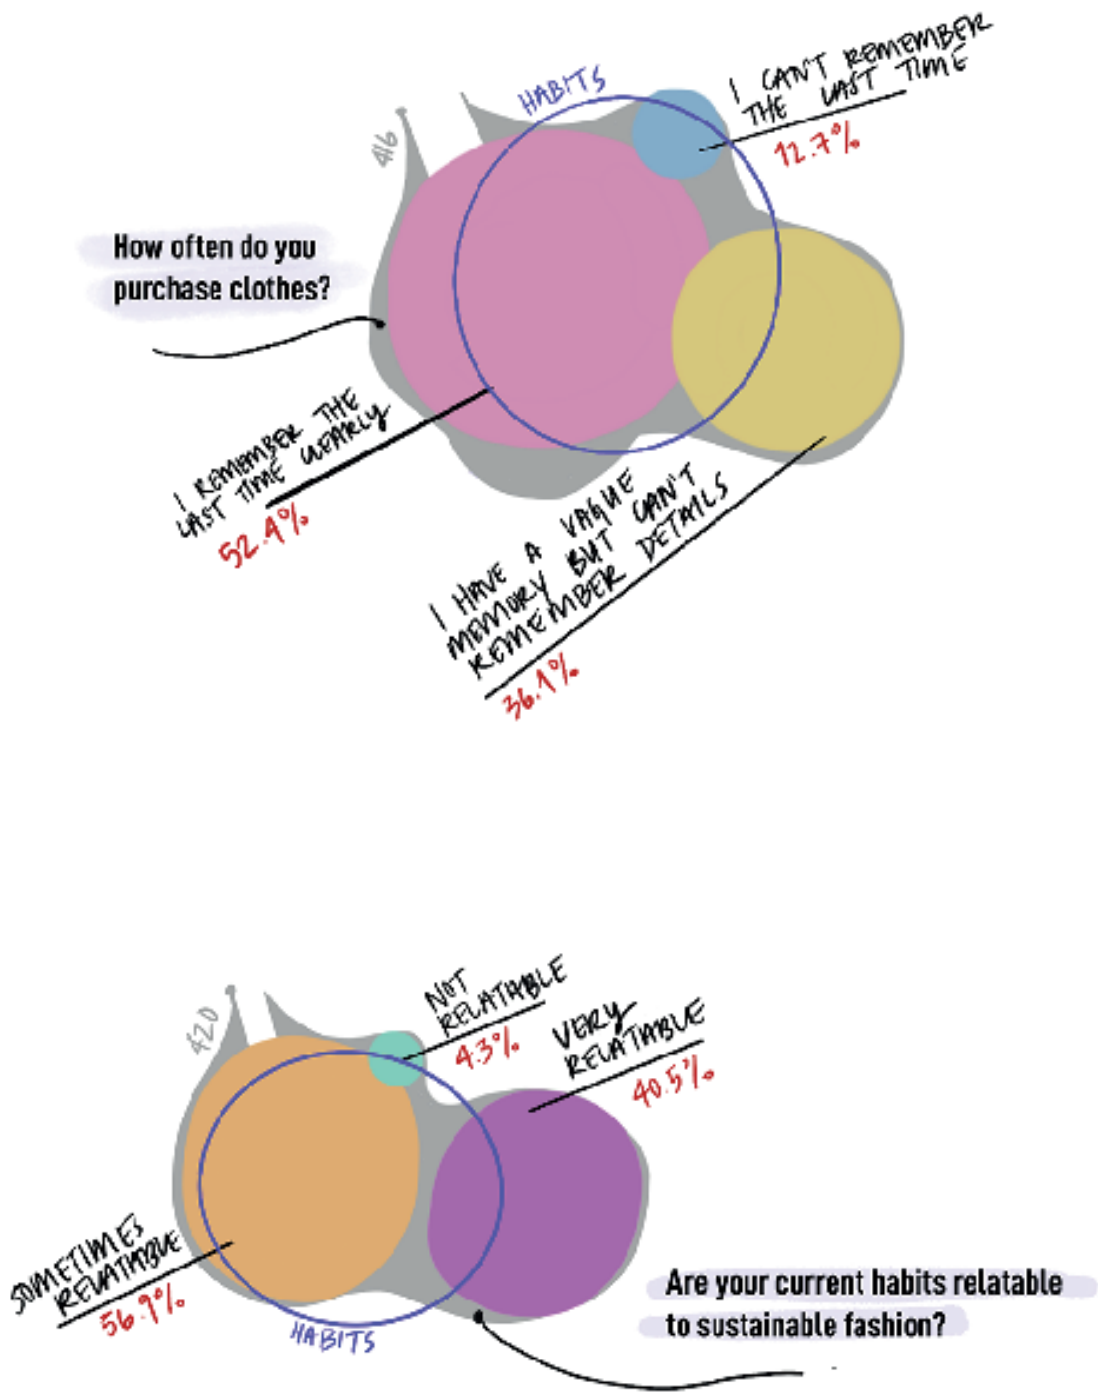 HABITS
I CAN'T REMEMBER
THE LAST TIME
12.7%
416
How often do you
purchase clothes?
I REMEMBER THE
LAST TIME CLEARLY
52.4%
I HAVE A VAGUE
MEMORY BUT CAN'T
REMEMBER DETAILS
36.1%
NOT
RELATABLE
4.3%
VERY
RELATABLE
40.5%
420
SOMETIMES
RELATABLE
56.9%
HABITS
Are your current habits relatable
to sustainable fashion?